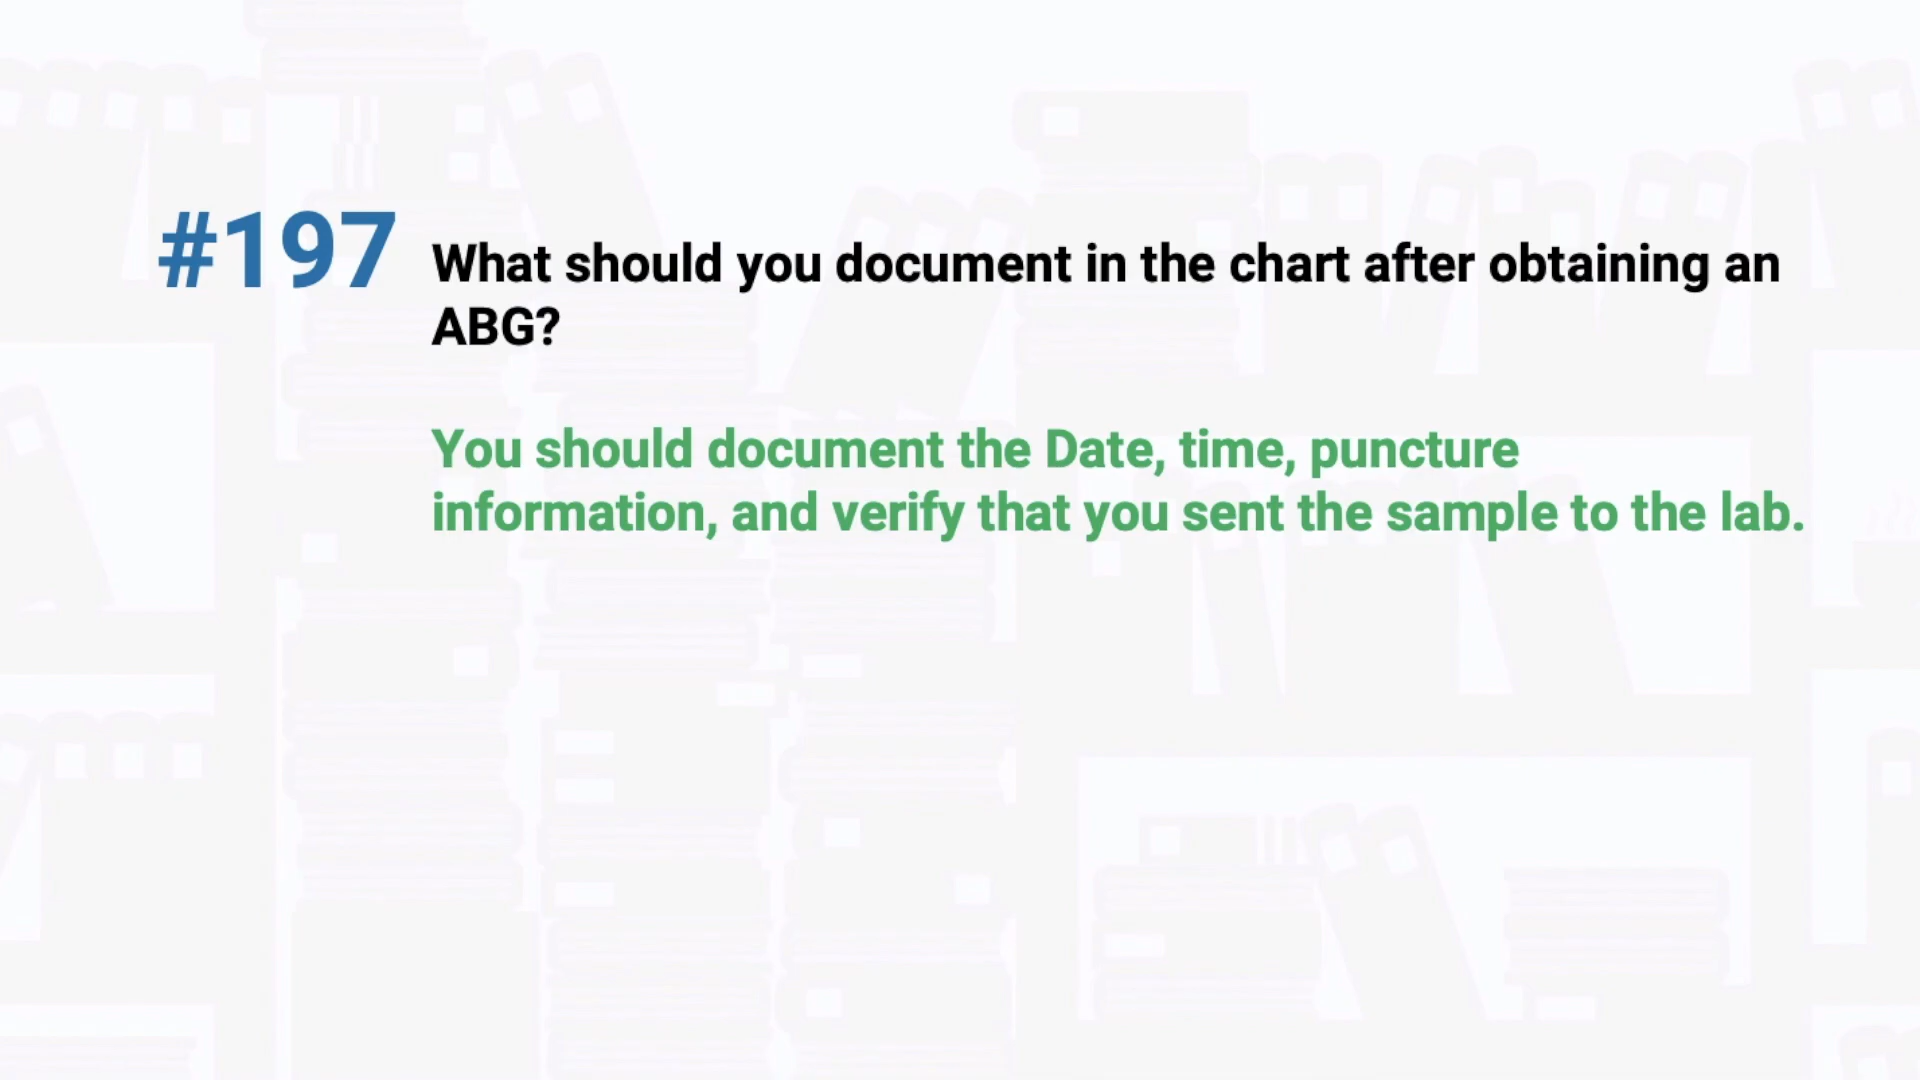 #197
What should you document in the chart after obtaining an
ABG?
You should document the Date, time, puncture
information, and verify that you sent the sample to the lab.